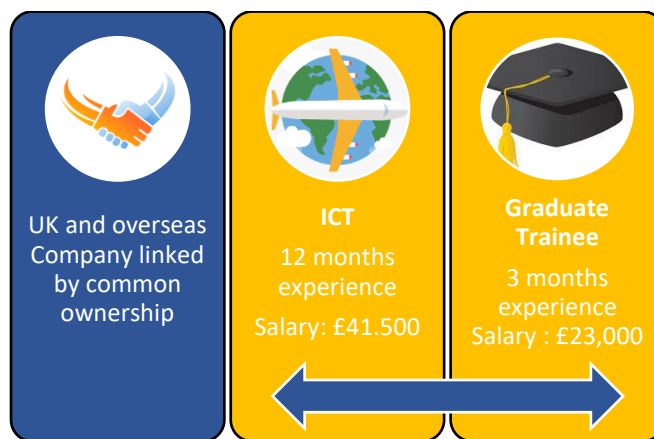 UK and overseas
Company linked
by common
ownership
ICT
12 months
experience
Salary: £41.500
Graduate
Trainee
3 months
experience
Salary : £23,000